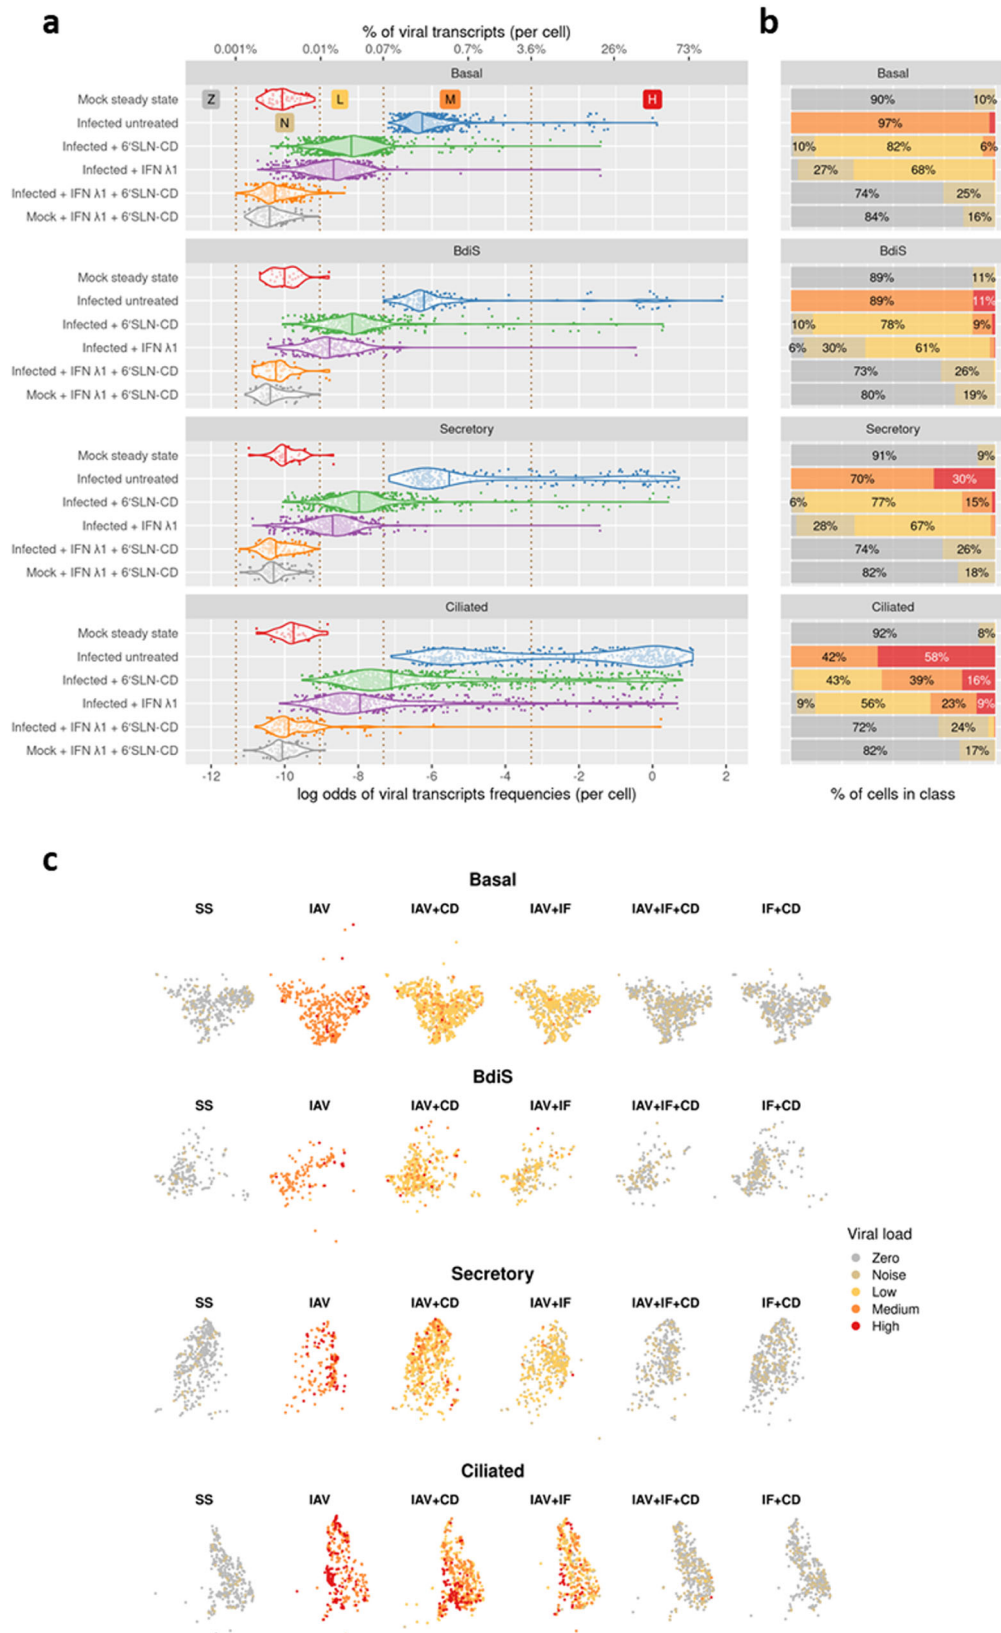 a
b
% of viral transcripts (per cell)
0.001% 0.01% 0.07% 0.7% 3.6% 26% 73%
Basal
Basal
Mock steady state
Z L M H
90% 10%
Infected untreated
N
97%
Infected + 6'SLN-CD
10% 82% 6%
Infected + IFN λ1
27% 68%
Infected + IFN λ1 + 6'SLN-CD
74% 25%
Mock + IFN λ1 + 6'SLN-CD
84% 16%
BdiS
BdiS
Mock steady state
89% 11%
Infected untreated
89% 11%
Infected + 6'SLN-CD
10% 78% 9%
Infected + IFN λ1
6% 30% 61%
Infected + IFN λ1 + 6'SLN-CD
73% 26%
Mock + IFN λ1 + 6'SLN-CD
80% 19%
Secretory
Secretory
Mock steady state
91% 9%
Infected untreated
70% 30%
Infected + 6'SLN-CD
6% 77% 15%
Infected + IFN λ1
28% 67%
Infected + IFN λ1 + 6'SLN-CD
74% 26%
Mock + IFN λ1 + 6'SLN-CD
82% 18%
Ciliated
Ciliated
Mock steady state
92% 8%
Infected untreated
42% 58%
Infected + 6'SLN-CD
43% 39% 16%
Infected + IFN λ1
9% 56% 23% 9%
Infected + IFN λ1 + 6'SLN-CD
72% 24%
Mock + IFN λ1 + 6'SLN-CD
82% 17%
-12 -10 -8 -6 -4 -2 0 2
log odds of viral transcripts frequencies (per cell)
% of cells in class
c
Basal
SS IAV IAV+CD IAV+IF IAV+IF+CD IF+CD
BdiS
SS IAV IAV+CD IAV+IF IAV+IF+CD IF+CD
Viral load
Zero
Noise
Low
Medium
High
Secretory
SS IAV IAV+CD IAV+IF IAV+IF+CD IF+CD
Ciliated
SS IAV IAV+CD IAV+IF IAV+IF+CD IF+CD